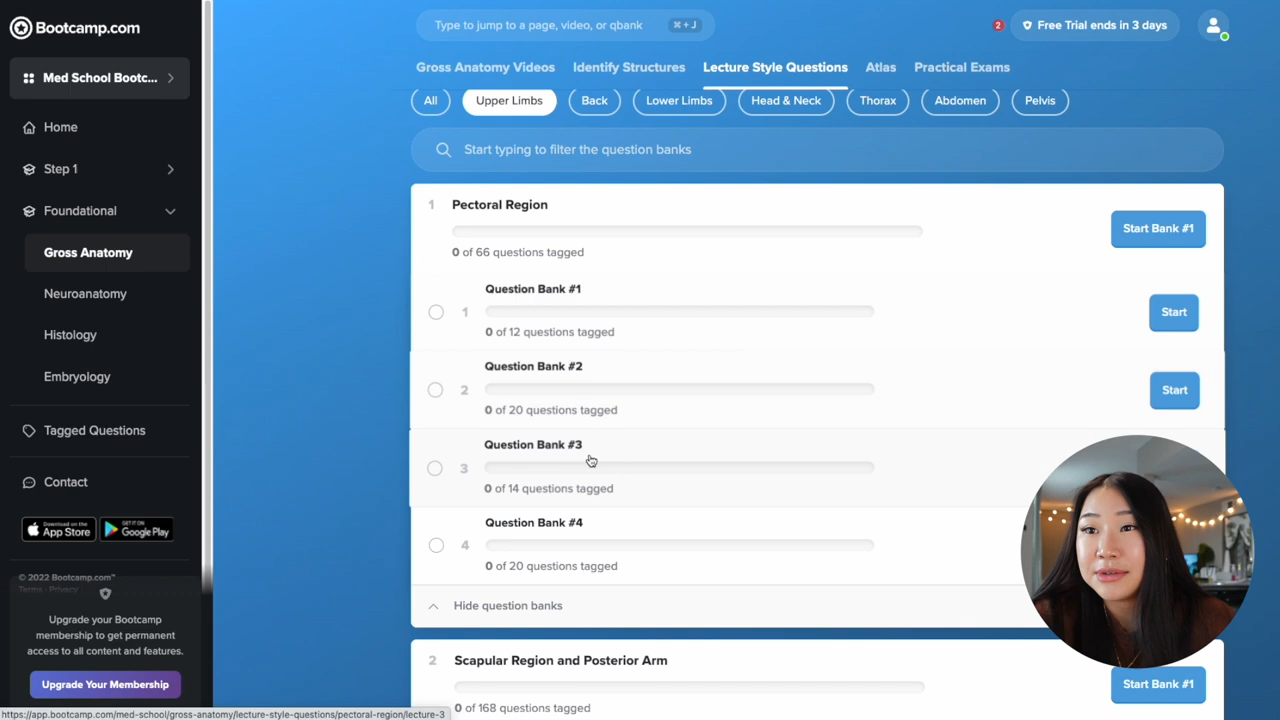 Bootcamp.com
Type to jump to a page, video, or qbank
⌘+J
2
Free Trial ends in 3 days
Med School Bootc...
Gross Anatomy Videos
Identify Structures
Lecture Style Questions
Atlas
Practical Exams
All
Upper Limbs
Back
Lower Limbs
Head & Neck
Thorax
Abdomen
Pelvis
Home
Step 1
Foundational
Gross Anatomy
Neuroanatomy
Histology
Embryology
Tagged Questions
Contact
Download on the
App Store
GET IT ON
Google Play
© 2022 Bootcamp.com™
Terms · Privacy
Upgrade your Bootcamp
membership to get permanent
access to all content and features.
Upgrade Your Membership
Start typing to filter the question banks
1 Pectoral Region
0 of 66 questions tagged
Start Bank #1
Question Bank #1
1
0 of 12 questions tagged
Start
Question Bank #2
2
0 of 20 questions tagged
Start
Question Bank #3
3
0 of 14 questions tagged
Question Bank #4
4
0 of 20 questions tagged
Hide question banks
2 Scapular Region and Posterior Arm
0 of 168 questions tagged
Start Bank #1
https://app.bootcamp.com/med-school/gross-anatomy/lecture-style-questions/pectoral-region/lecture-3